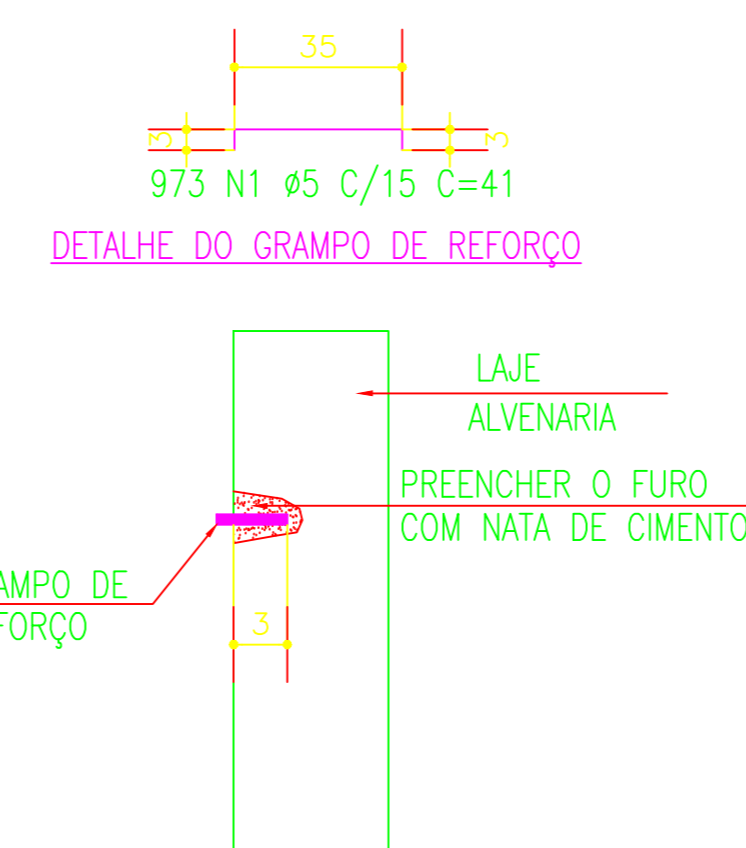 35
3
3
973 N1 ø5 C/15 C=41
DETALHE DO GRAMPO DE REFORÇO
LAJE
ALVENARIA
PREENCHER O FURO
COM NATA DE CIMENTO
AMPO DE
FORÇO
3